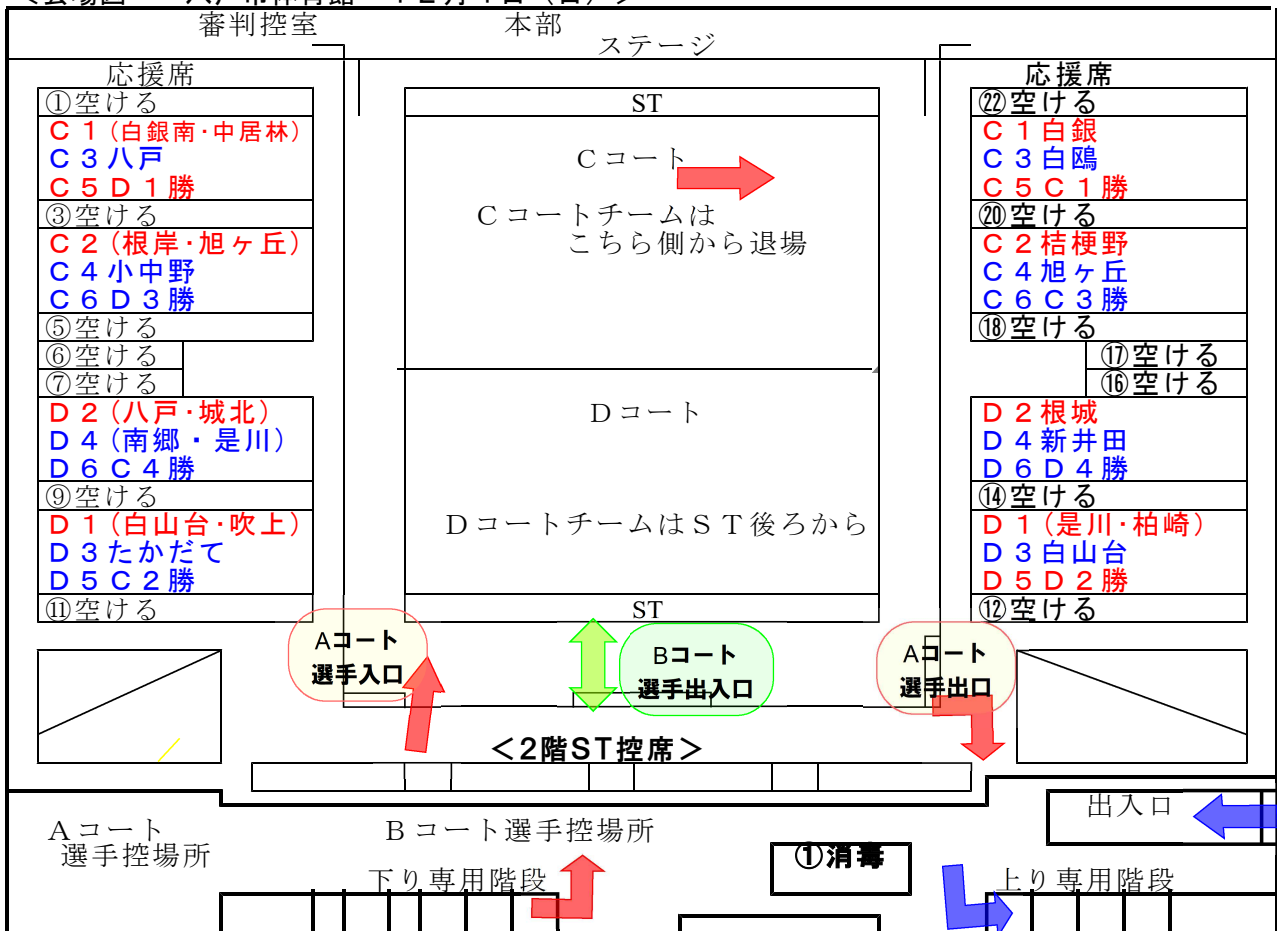 審判控室
本部
ステージ
応援席
①空ける
C１(白銀南・中居林)
C３八戸
C５D１勝
③空ける
C２(根岸・旭ヶ丘)
C４小中野
C６D３勝
⑤空ける
⑥空ける
⑦空ける
D２(八戸・城北)
D４(南郷・是川)
D６C４勝
⑨空ける
D１(白山台・吹上)
D３たかだて
D５C２勝
⑪空ける
ST
Cコート
Cコートチームは
こちら側から退場
Dコート
DコートチームはST後ろから
ST
応援席
㉒空ける
C１白銀
C３白鴎
C５C１勝
⑳空ける
C２桔梗野
C４旭ヶ丘
C６C３勝
⑱空ける
⑰空ける
⑯空ける
D２根城
D４新井田
D６D４勝
⑭空ける
D１(是川・柏崎)
D３白山台
D５D２勝
⑫空ける
Aコート
選手入口
Bコート
選手出入口
Aコート
選手出口
＜2階ST控席＞
出入口
Aコート
選手控場所
Bコート選手控場所
①消毒
下り専用階段
上り専用階段